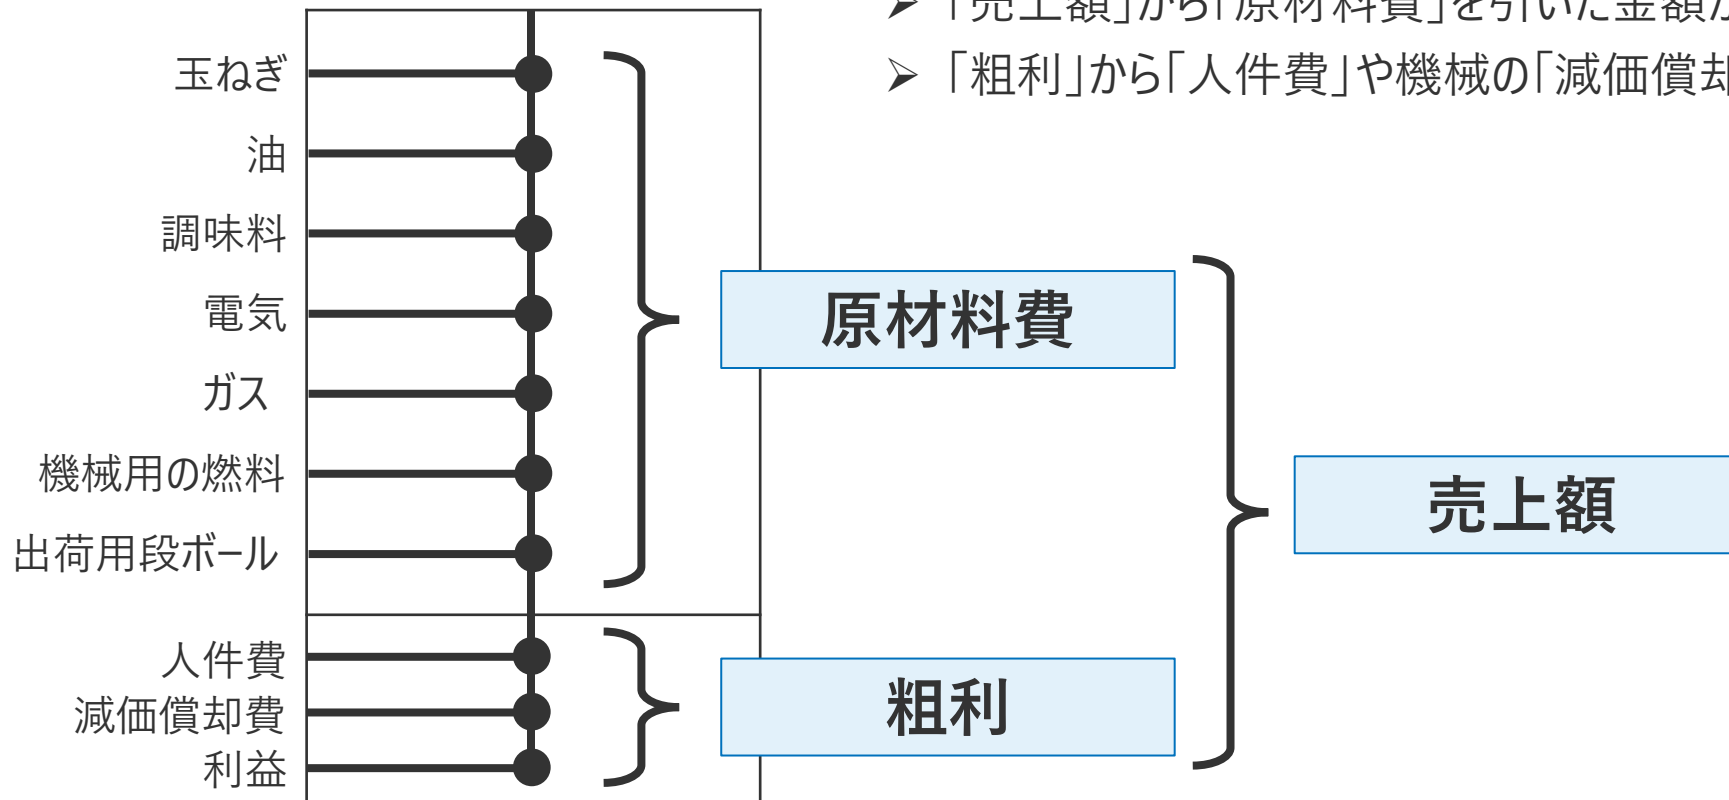 「売上額」から「原材料費」を引いた金額が
「粗利」から「人件費」や機械の「減価償却
玉ねぎ
油
調味料
電気
ガス
機械用の燃料
出荷用段ボール
人件費
減価償却費
利益
原材料費
粗利
売上額